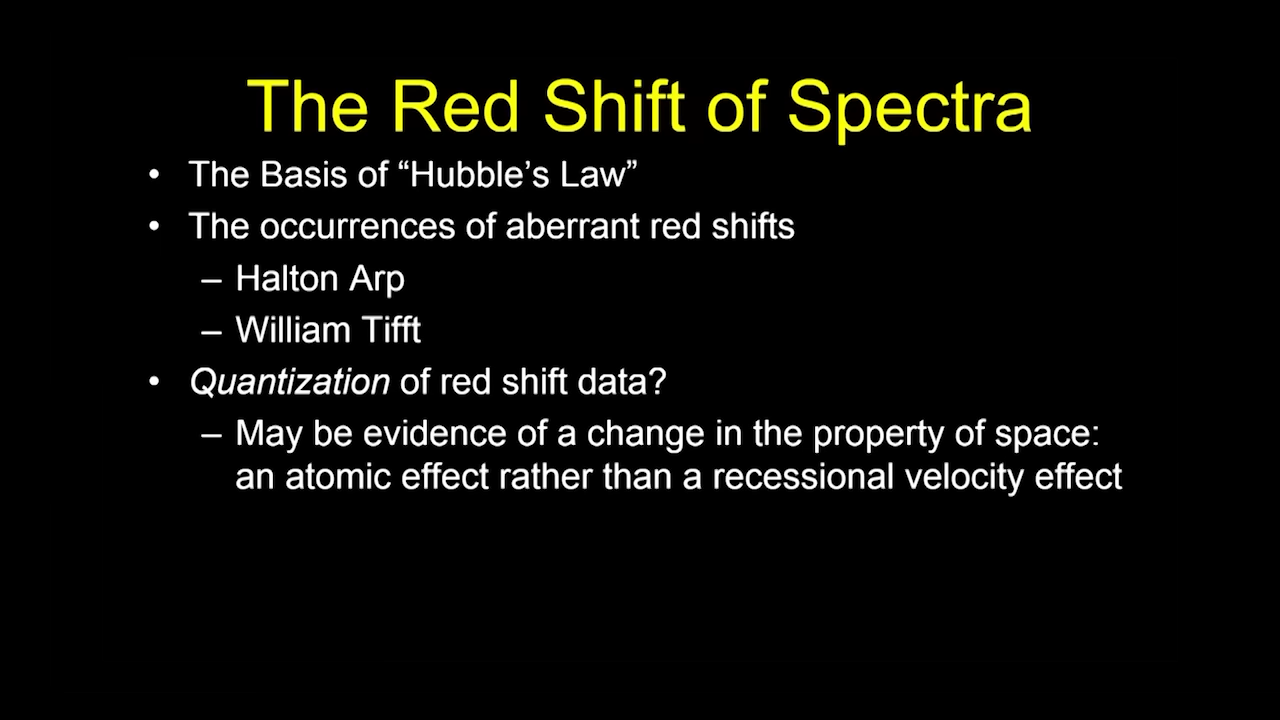 The Red Shift of Spectra
• The Basis of “Hubble’s Law”
• The occurrences of aberrant red shifts
– Halton Arp
– William Tifft
• Quantization of red shift data?
– May be evidence of a change in the property of space:
an atomic effect rather than a recessional velocity effect